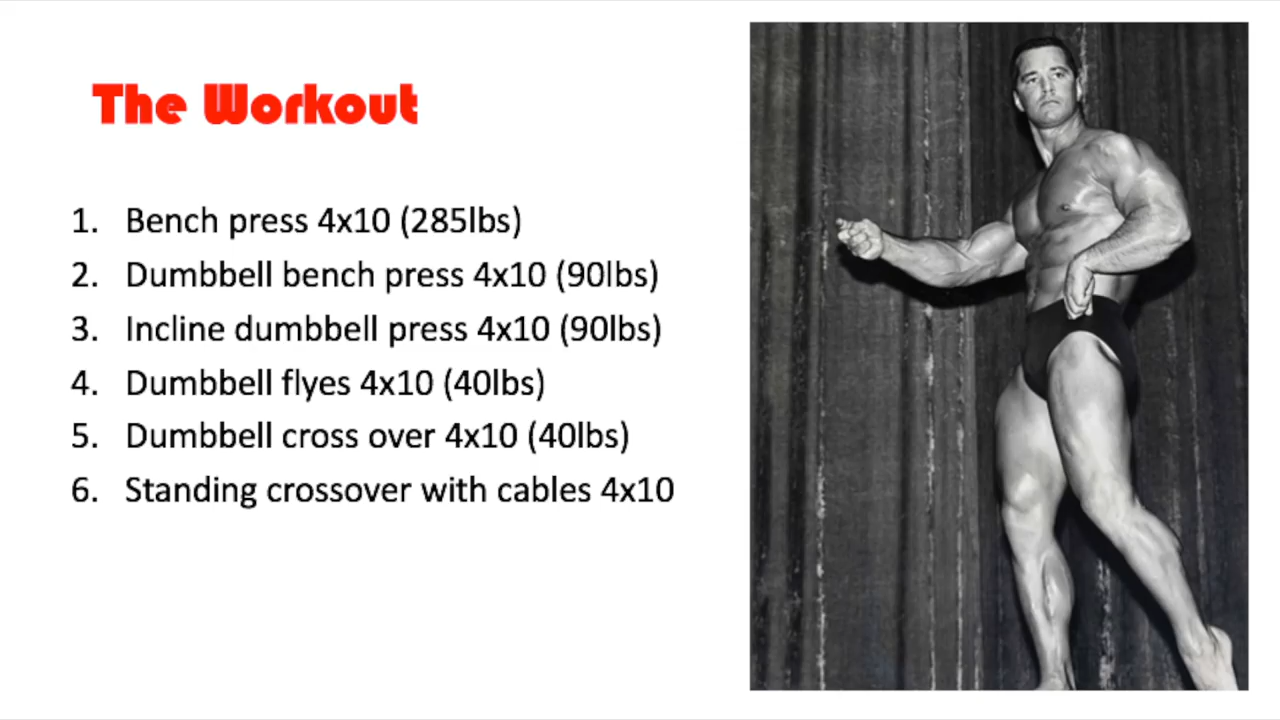 The Workout
1. Bench press 4x10 (285lbs)
2. Dumbbell bench press 4x10 (90lbs)
3. Incline dumbbell press 4x10 (90lbs)
4. Dumbbell flyes 4x10 (40lbs)
5. Dumbbell cross over 4x10 (40lbs)
6. Standing crossover with cables 4x10